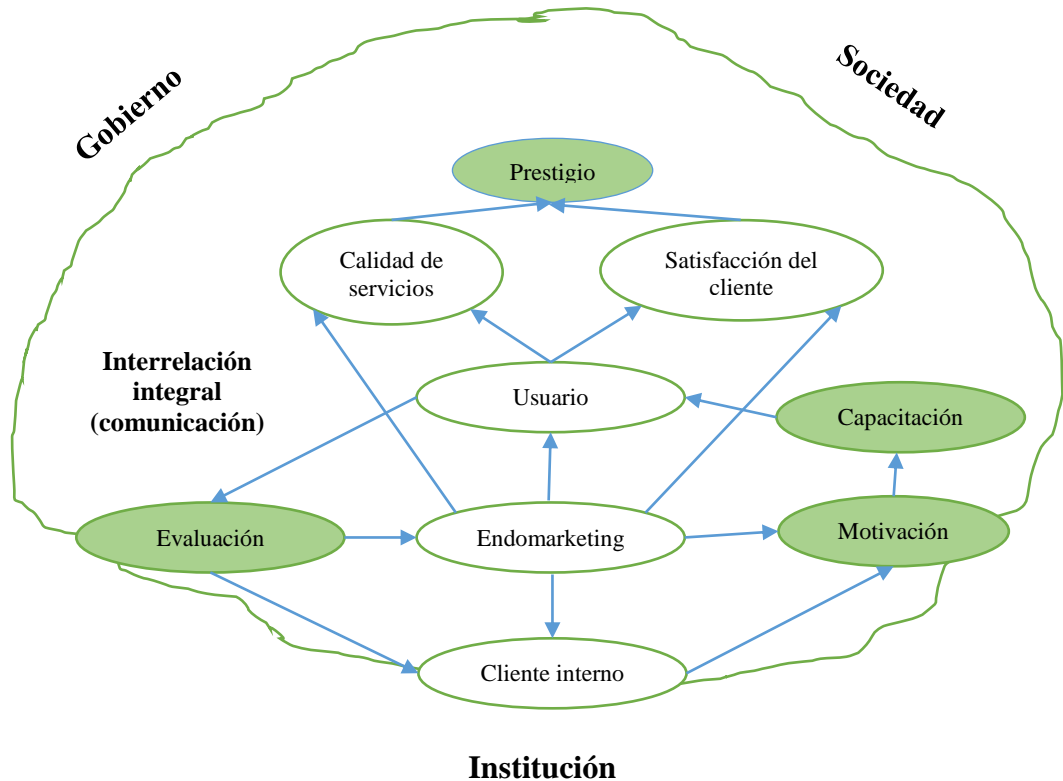 Gobierno
Sociedad
Prestigio
Calidad de
servicios
Satisfacción del
cliente
Interrelación
integral
(comunicación)
Usuario
Capacitación
Evaluación
Endomarketing
Motivación
Cliente interno
Institución